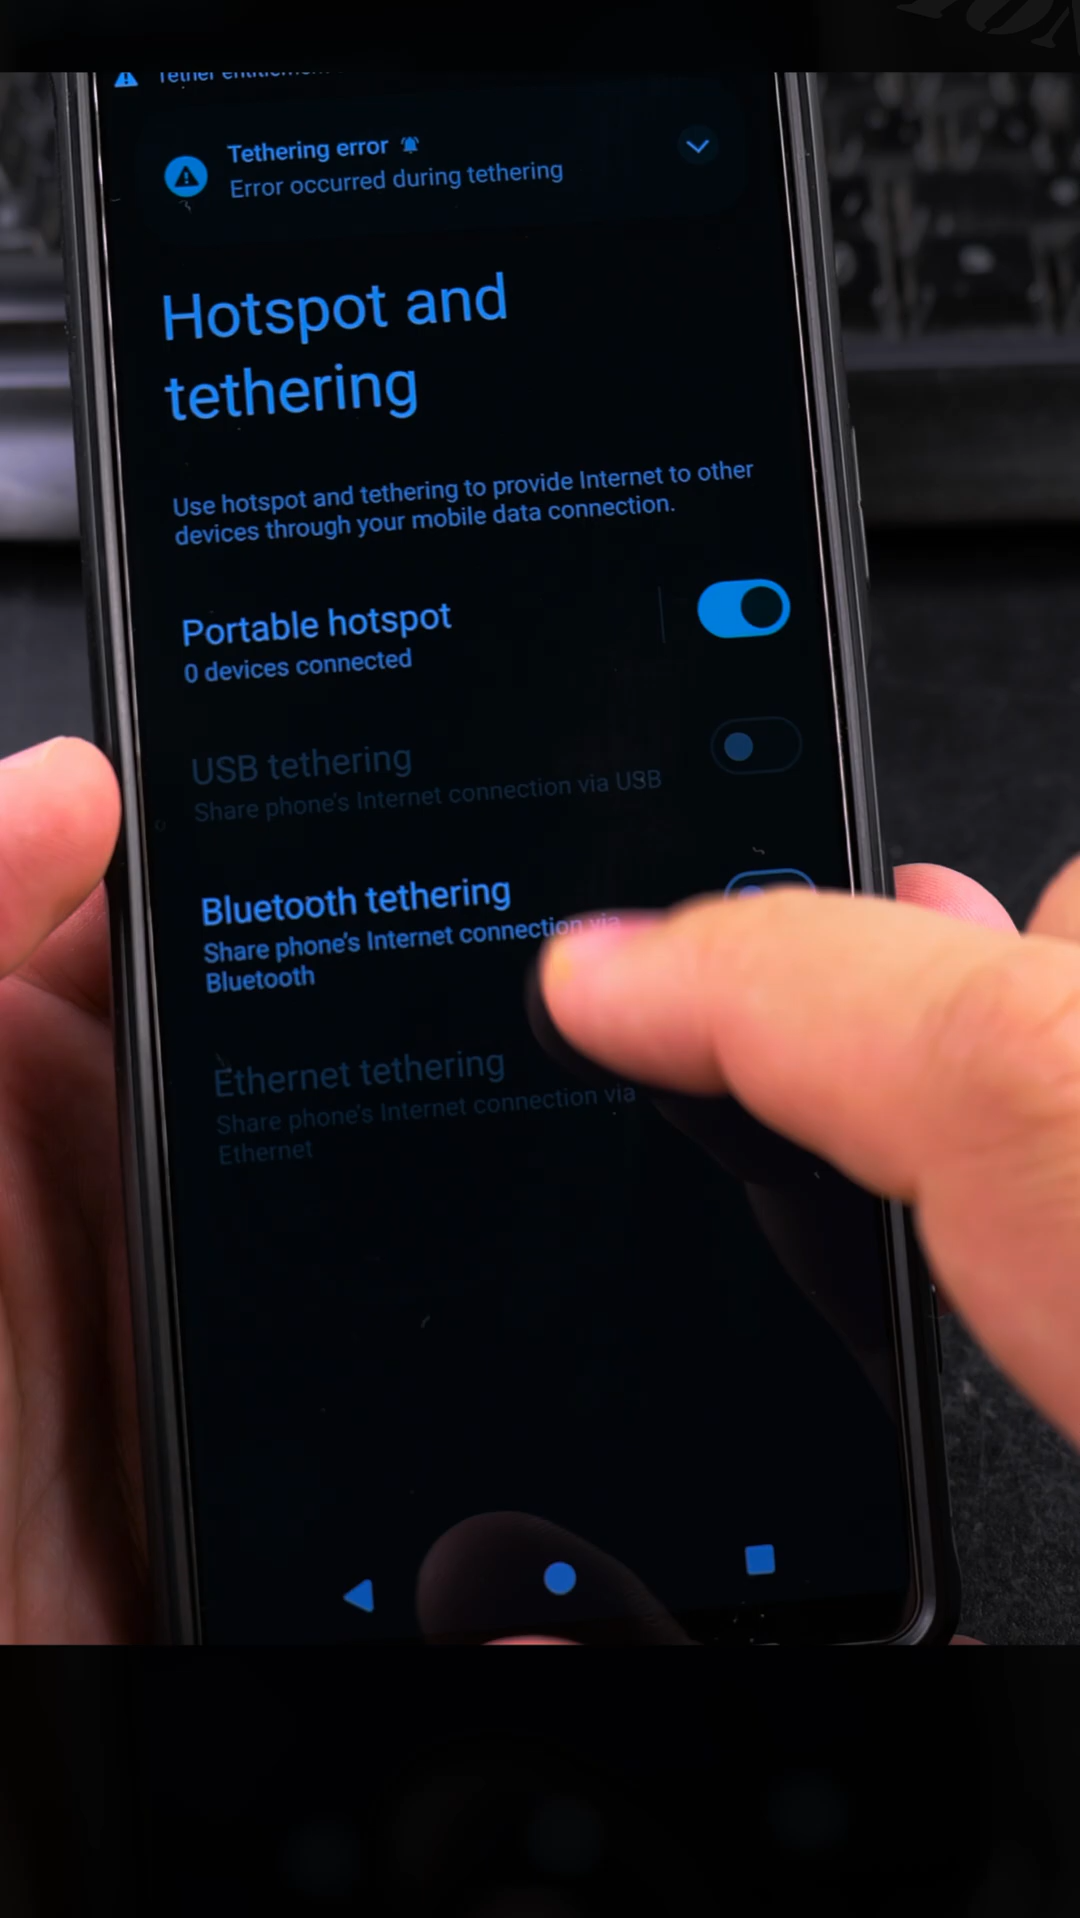 Tether entitlement
Tethering error
Error occurred during tethering
Hotspot and
tethering
Use hotspot and tethering to provide Internet to other
devices through your mobile data connection.
Portable hotspot
0 devices connected
USB tethering
Share phone's Internet connection via USB
Bluetooth tethering
Share phone's Internet connection via
Bluetooth
Ethernet tethering
Share phone's Internet connection via
Ethernet